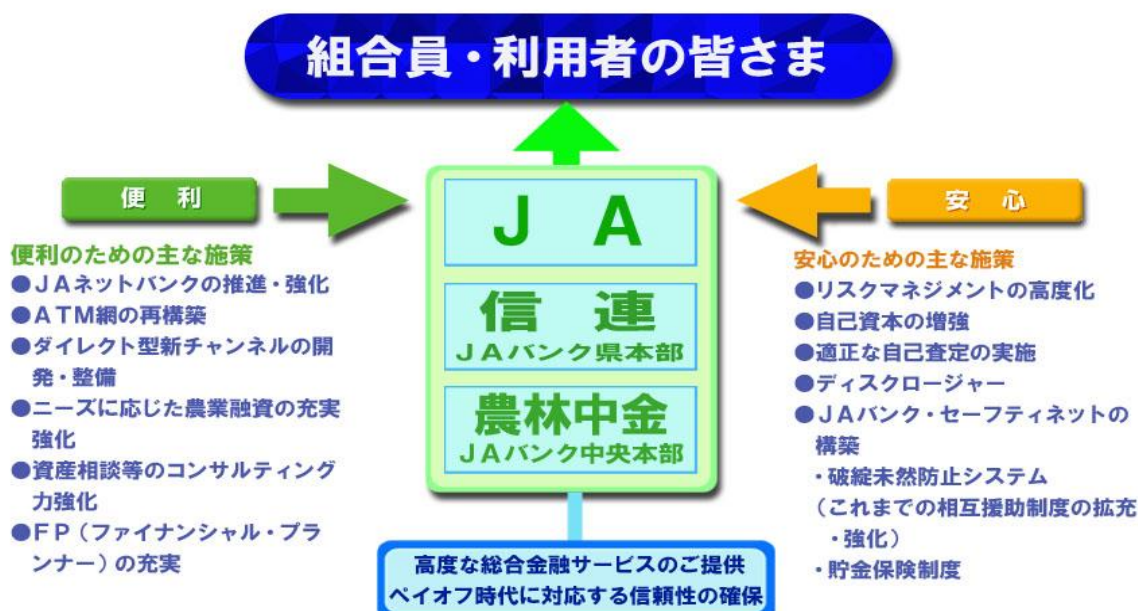 組合員・利用者の皆さま
便 利
便利のための主な施策
●JAネットバンクの推進・強化
●ATM網の再構築
●ダイレクト型新チャンネルの開
発・整備
●ニーズに応じた農業融資の充実
強化
●資産相談等のコンサルティング
力強化
●FP(ファイナンシャル・プラ
ンナー)の充実
J A
信 連
JAバンク県本部
農林中金
JAバンク中央本部
安 心
安心のための主な施策
●リスクマネジメントの高度化
●自己資本の増強
●適正な自己査定の実施
●ディスクロージャー
●JAバンク・セーフティネットの
構築
・破綻未然防止システム
(これまでの相互援助制度の拡充
・強化)
・貯金保険制度
高度な総合金融サービスのご提供
ペイオフ時代に対応する信頼性の確保